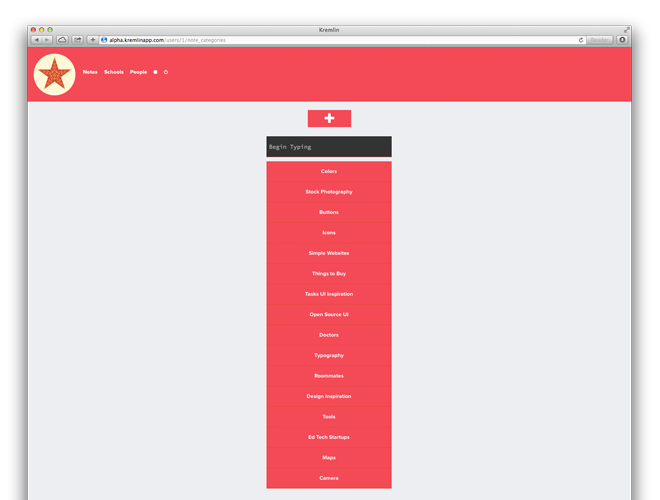 Kremlin
alpha.kremlinapp.com/users/1/note_categories
Reader
Notes Schools People
Begin Typing
Colors
Stock Photography
Buttons
Icons
Simple Websites
Things to Buy
Tasks UI Inspiration
Open Source UI
Doctors
Typography
Roommates
Design Inspiration
Tools
Ed Tech Startups
Maps
Camera